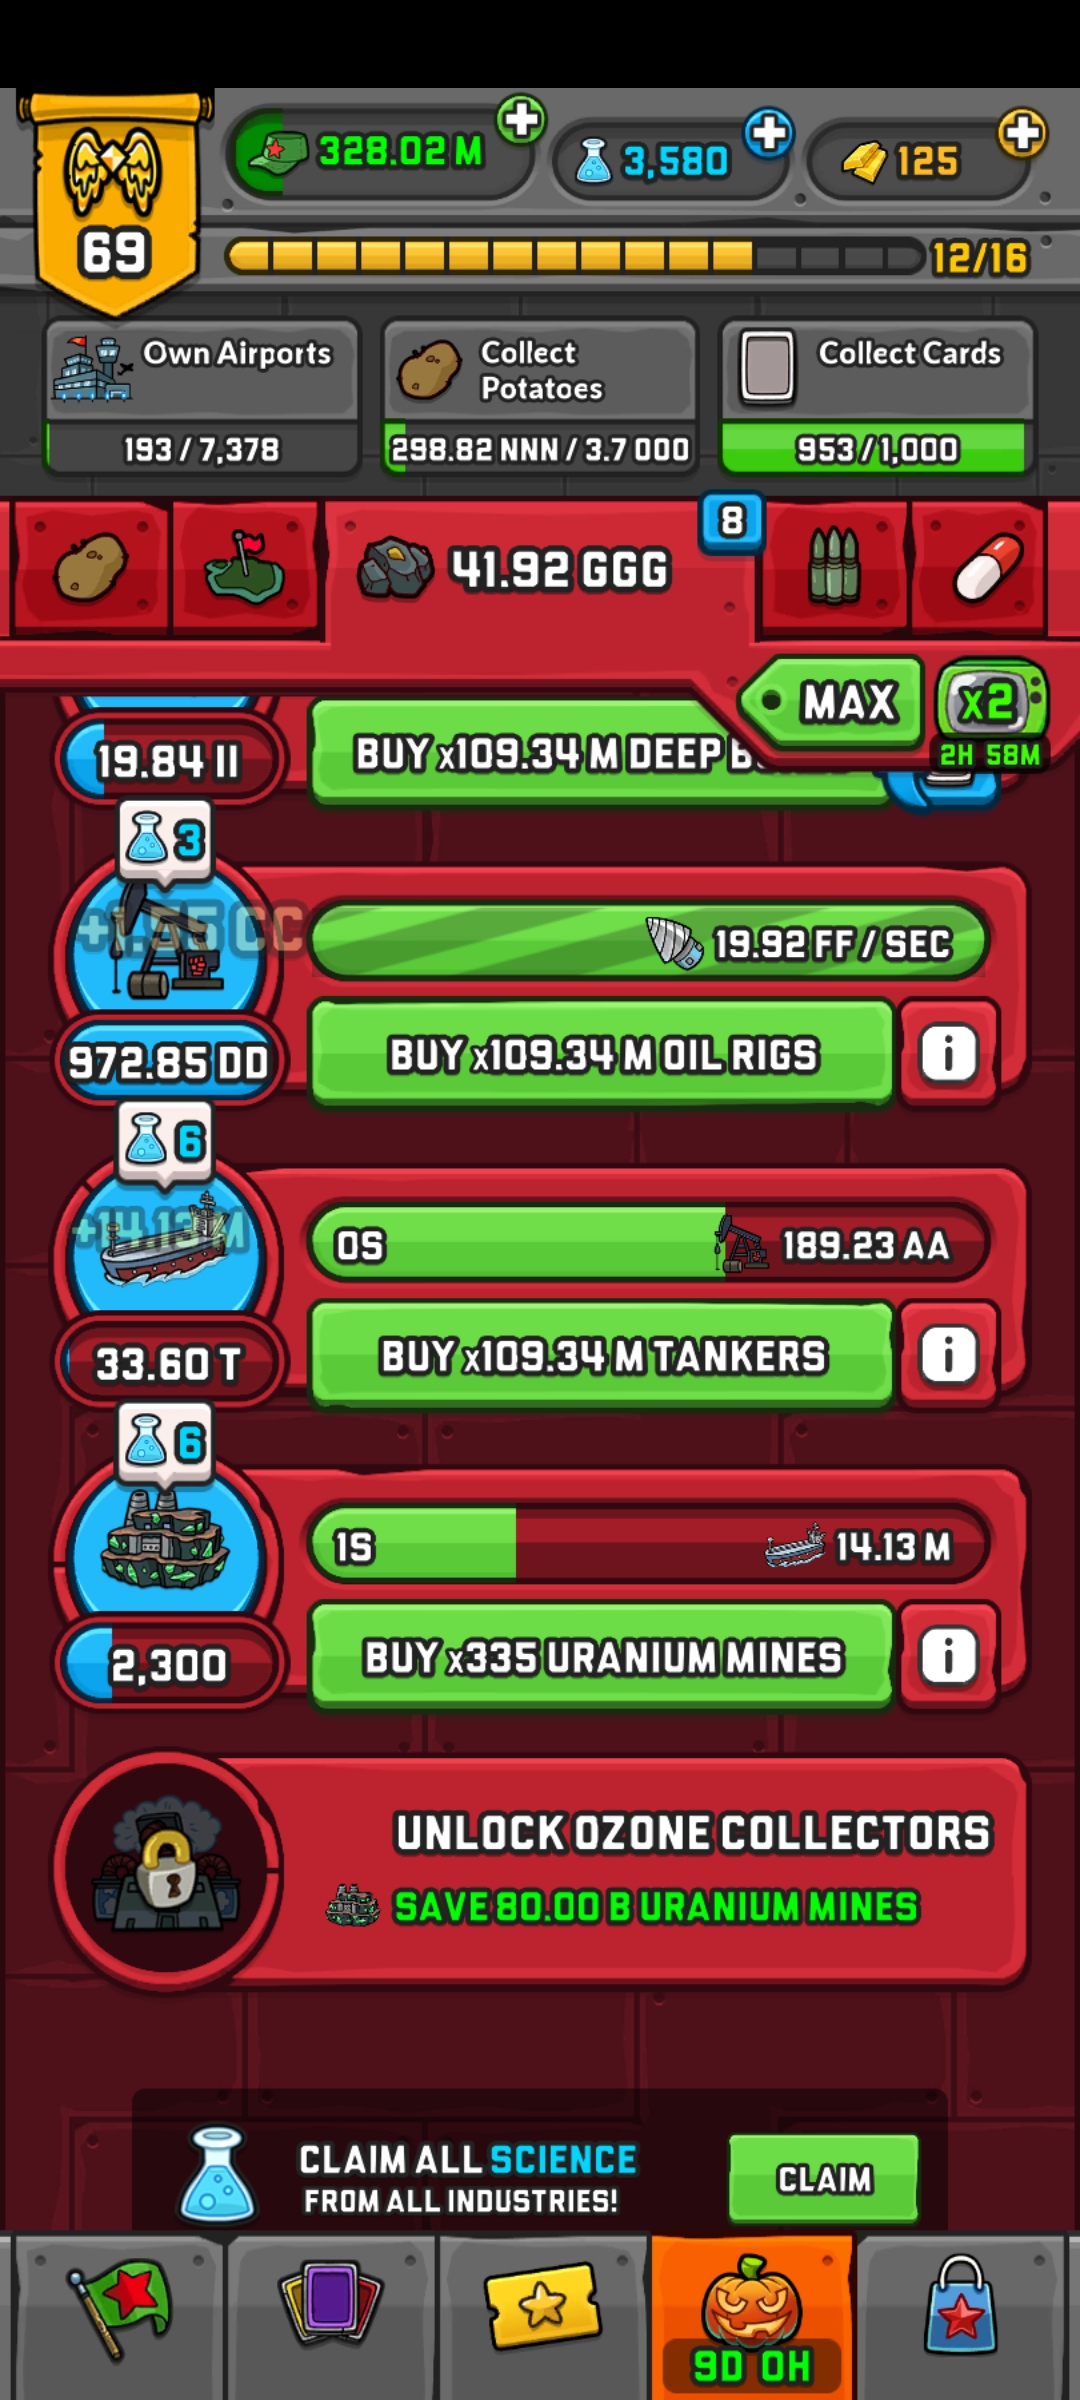 328.02 M
3,580
125
69
12/16
Own Airports
193 / 7,378
Collect
Potatoes
298.82 NNN / 3.7 OOO
Collect Cards
953 / 1,000
41.92 GGG
8
MAX
x2
2H 58M
19.84 II
BUY x109.34 M DEEP
3
+1.55 CC
19.92 FF / SEC
972.85 DD
BUY x109.34 M OIL RIGS
6
+14.13 M
0S
189.23 AA
33.60 T
BUY x109.34 M TANKERS
6
1S
14.13 M
2,300
BUY x335 URANIUM MINES
UNLOCK OZONE COLLECTORS
SAVE 80.00 B URANIUM MINES
CLAIM ALL SCIENCE
FROM ALL INDUSTRIES!
CLAIM
9D 0H